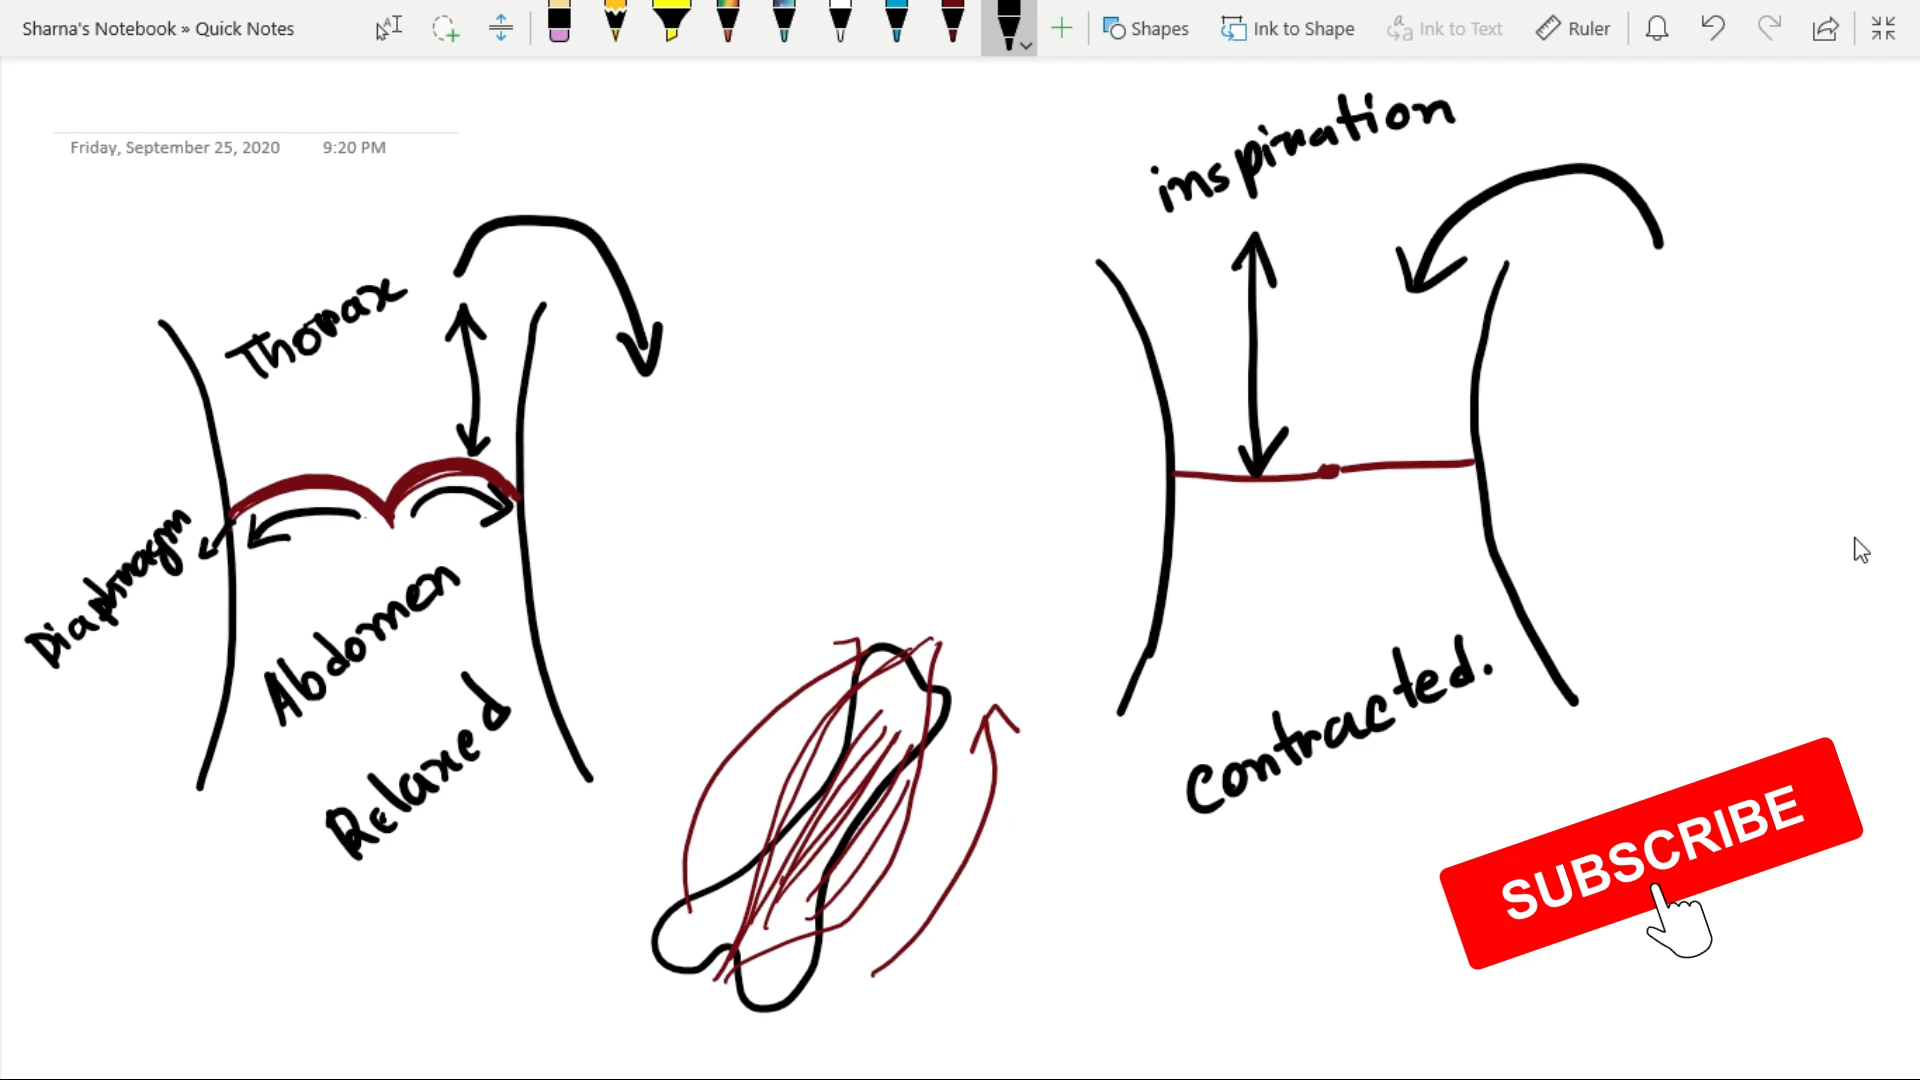 Sharna's Notebook » Quick Notes
Shapes
Ink to Shape
Ink to Text
Ruler
Friday, September 25, 2020 9:20 PM
inspiration
Thorax
Diaphragm
Abdomen
Relaxed
Contracted.
SUBSCRIBE